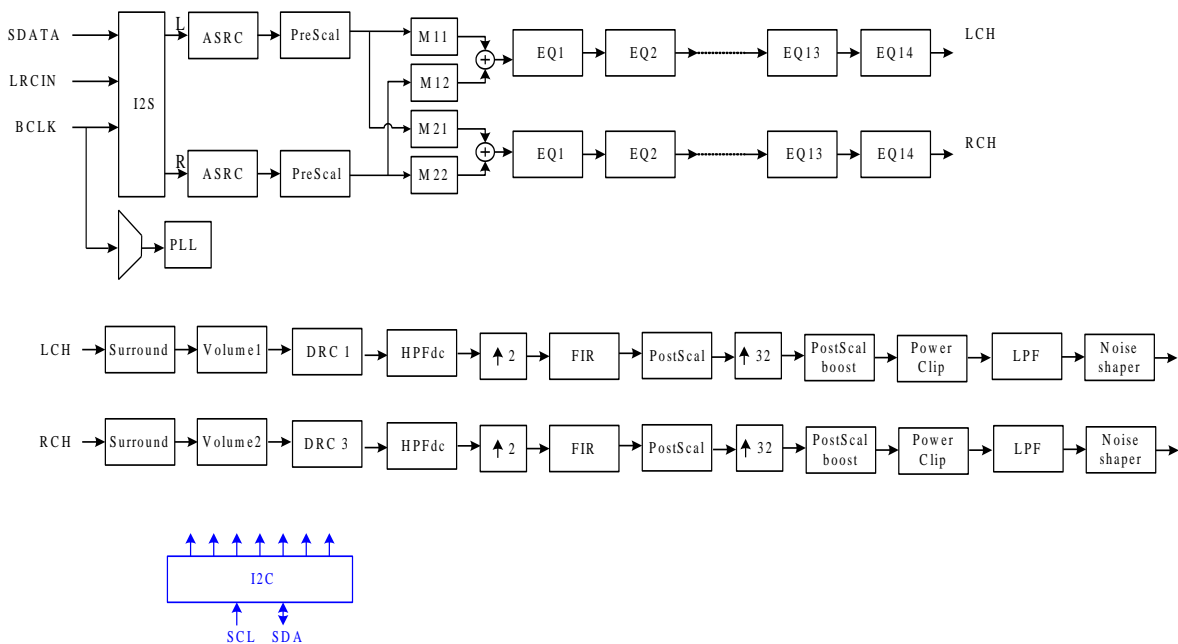 LCH
L
M11
SDATA
ASRC
PreScal
EQ1
EQ2
EQ13
EQ14
LRCIN
M12
I2S
BCLK
M21
RCH
R
EQ1
EQ2
EQ13
EQ14
ASRC
PreScal
M22
PLL
LCH
Surround
Volume1
DRC 1
HPFdc
2
FIR
PostScal
32
PostScal
boost
Power
Clip
LPF
Noise
shaper
RCH
Surround
Volume2
DRC 3
HPFdc
2
FIR
PostScal
32
PostScal
boost
Power
Clip
LPF
Noise
shaper
I2C
SCL
SDA